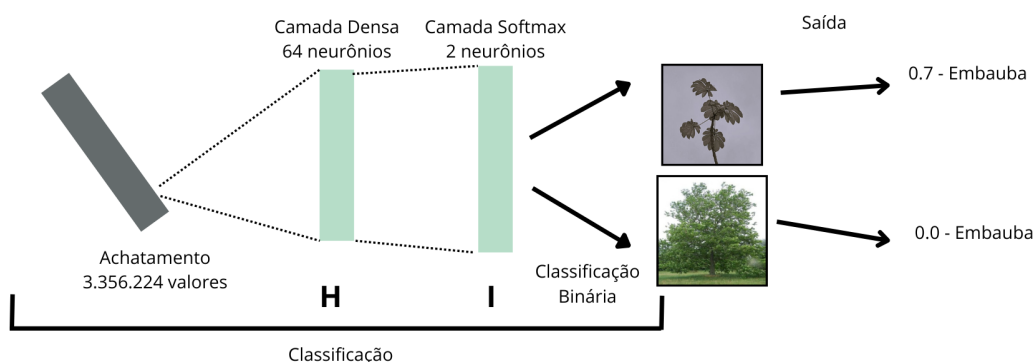 Camada Densa
64 neurônios
Camada Softmax
2 neurônios
Saída
0.7 - Embauba
0.0 - Embauba
Achatamento
3.356.224 valores
H
I
Classificação
Binária
Classificação